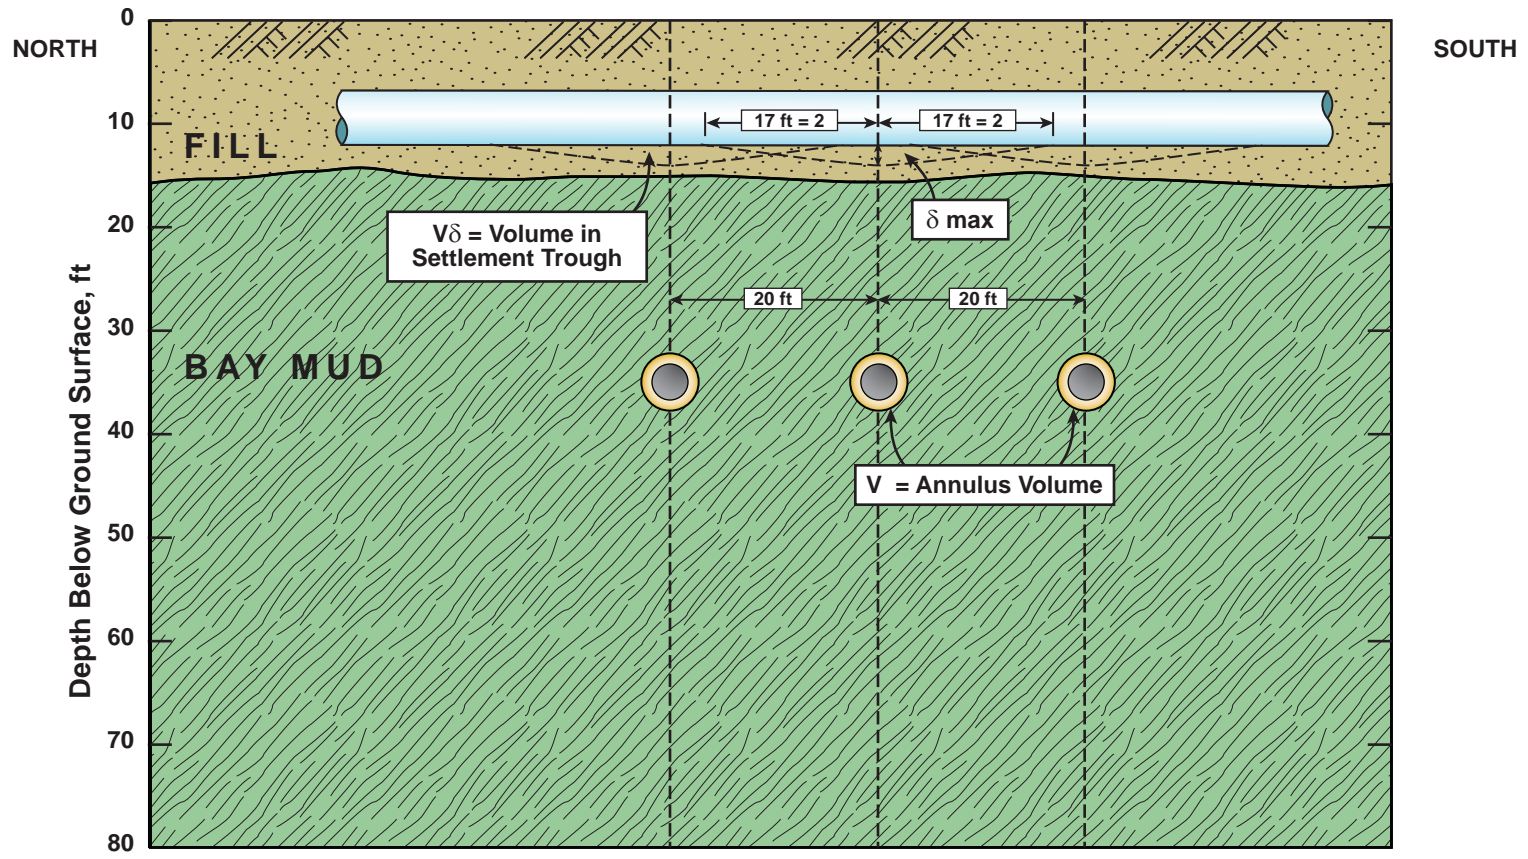 NORTH
SOUTH
0
10
20
30
40
50
60
70
80
Depth Below Ground Surface, ft
FILL
17 ft = 2
17 ft = 2
Vδ = Volume in
Settlement Trough
δ max
20 ft
20 ft
BAY MUD
V = Annulus Volume